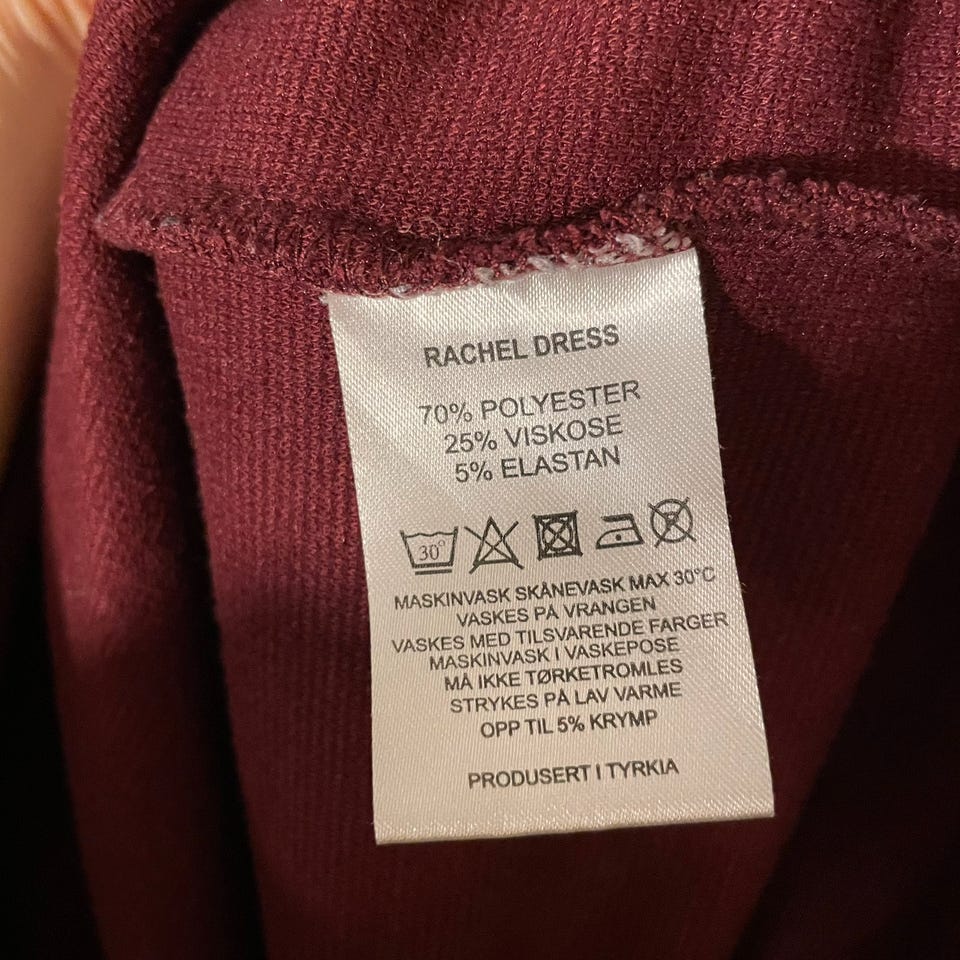 RACHEL DRESS
70% POLYESTER
25% VISKOSE
5% ELASTAN
30°
MASKINVASK SKÅNEVASK MAX 30°C
VASKES PÅ VRANGEN
VASKES MED TILSVARENDE FARGER
MASKINVASK I VASKEPOSE
MÅ IKKE TØRKETROMLES
STRYKES PÅ LAV VARME
OPP TIL 5% KRYMP
PRODUSERT I TYRKIA